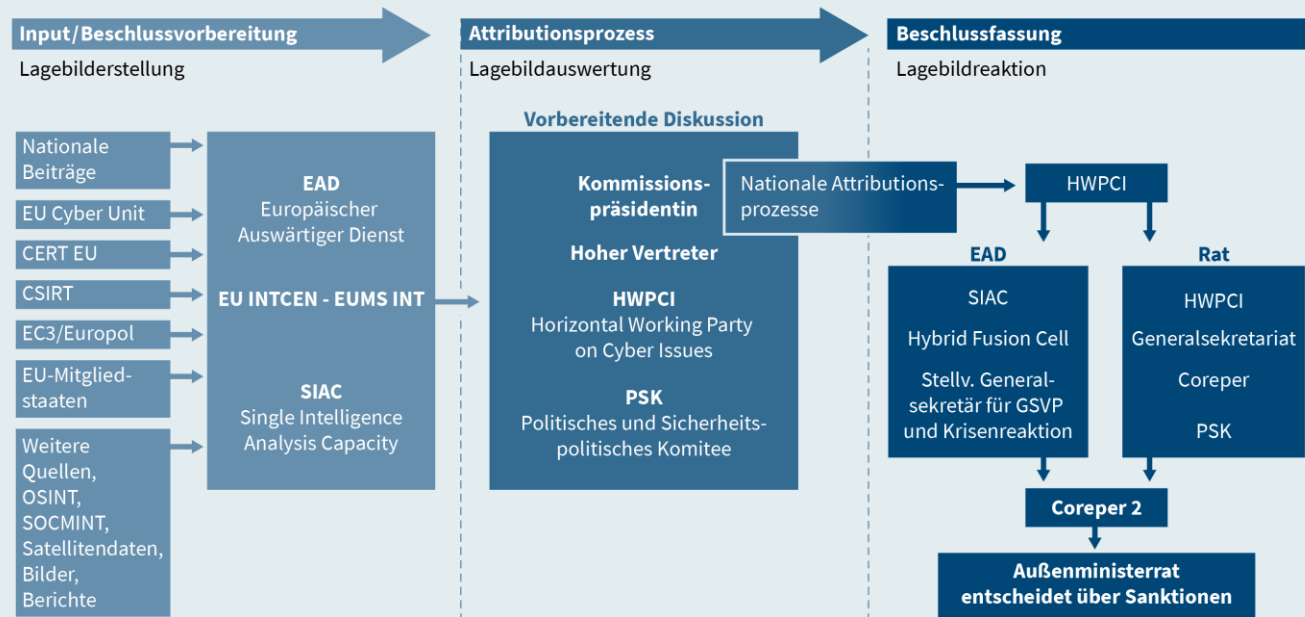 Input/Beschlussvorbereitung
Lagebilderstellung
Nationale
Beiträge
EU Cyber Unit
CERT EU
CSIRT
EC3/Europol
EU-Mitglied-
staaten
Weitere
Quellen,
OSINT,
SOCMINT,
Satellitendaten,
Bilder,
Berichte
EAD
Europäischer
Auswärtiger Dienst
EU INTCEN - EUMS INT
SIAC
Single Intelligence
Analysis Capacity
Attributionsprozess
Lagebildauswertung
Vorbereitende Diskussion
Kommissions-
präsidentin
Hoher Vertreter
HWPCI
Horizontal Working Party
on Cyber Issues
PSK
Politisches und Sicherheits-
politisches Komitee
Nationale Attributions-
prozesse
Beschlussfassung
Lagebildreaktion
HWPCI
EAD
SIAC
Hybrid Fusion Cell
Stellv. General-
sekretär für GSVP
und Krisenreaktion
Rat
HWPCI
Generalsekretariat
Coreper
PSK
Coreper 2
Außenministerrat
entscheidet über Sanktionen